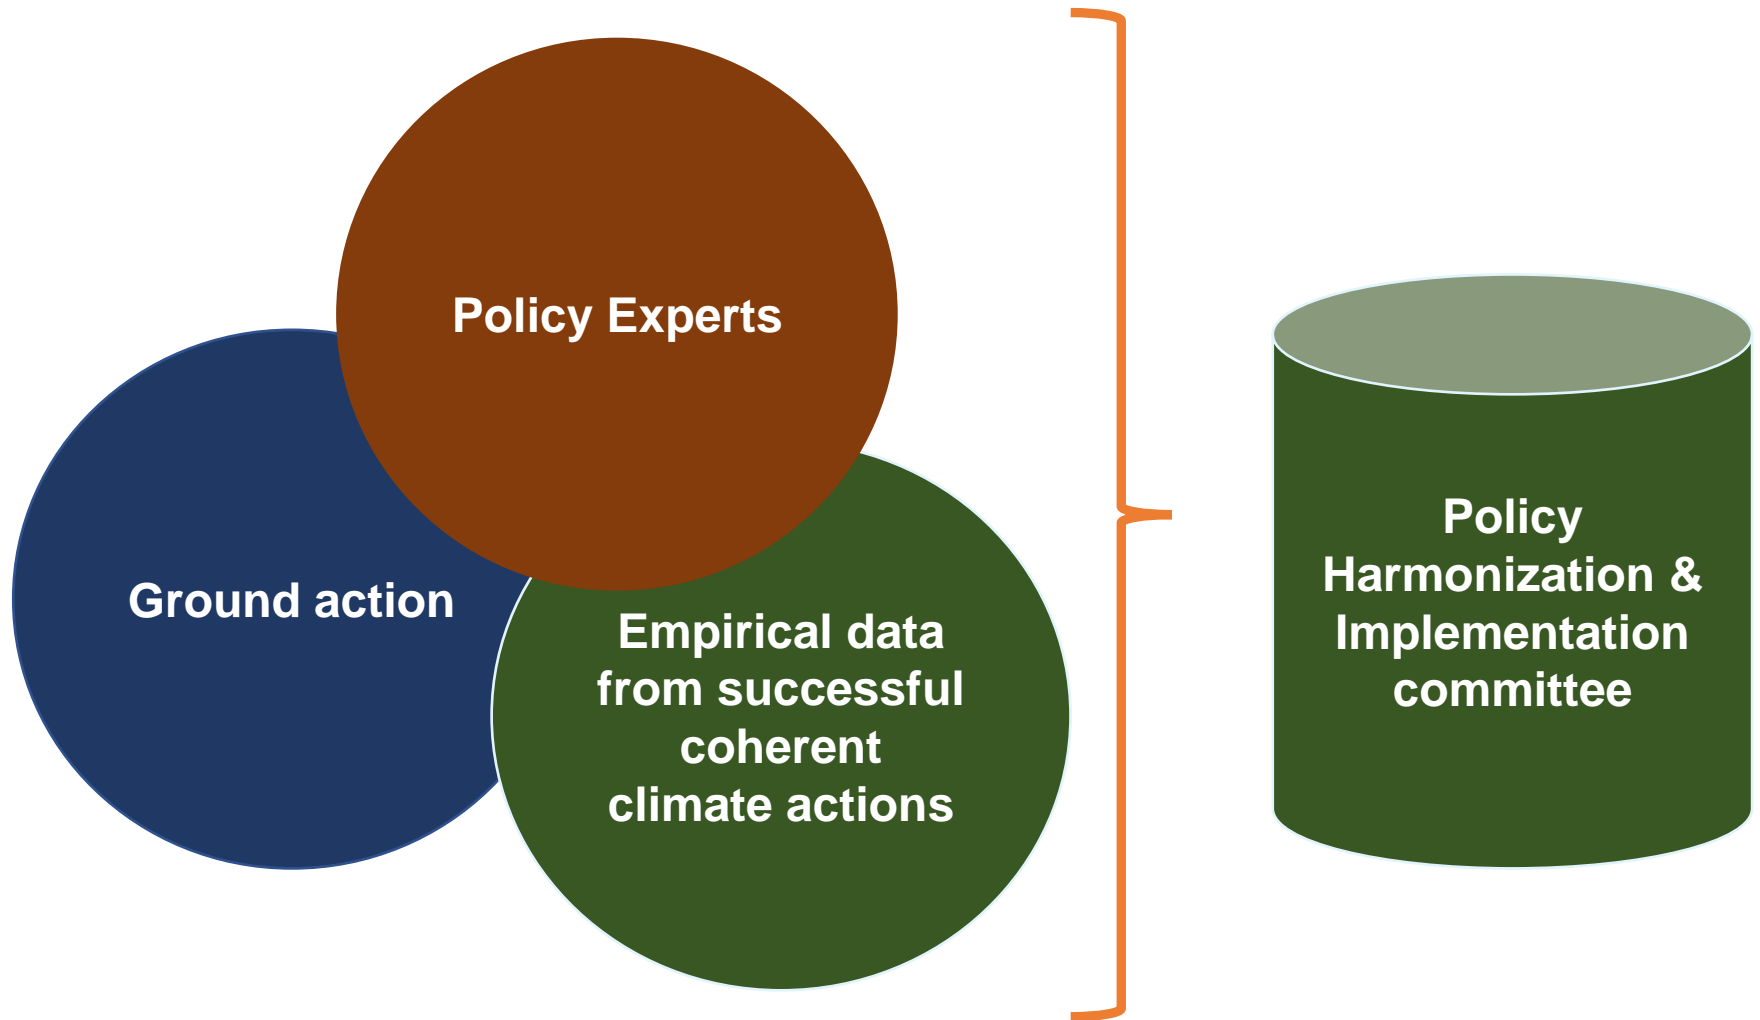 Policy Experts
Ground action
Empirical data
from successful
coherent
climate actions
Policy
Harmonization &
Implementation
committee